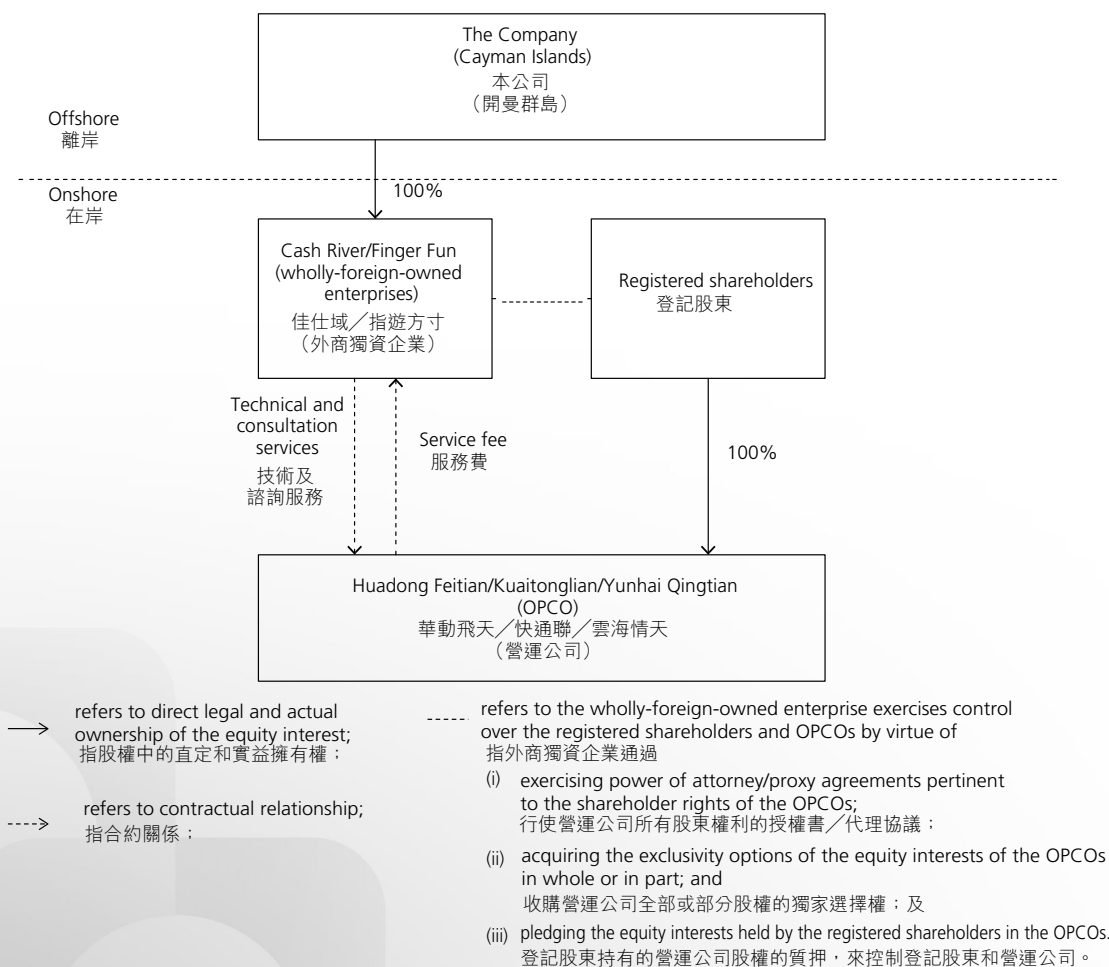 The Company
(Cayman Islands)
本公司
（開曼群島）
Offshore
離岸
Onshore
在岸
100%
Cash River/Finger Fun
(wholly-foreign-owned
enterprises)
佳仕域／指遊方寸
（外商獨資企業）
Registered shareholders
登記股東
Technical and
consultation
services
技術及
諮詢服務
Service fee
服務費
100%
Huadong Feitian/Kuaitonglian/Yunhai Qingtian
(OPCO)
華動飛天／快通聯／雲海情天
（營運公司）
refers to direct legal and actual
ownership of the equity interest;
指股權中的直定和實益擁有權；
refers to contractual relationship;
指合約關係；
refers to the wholly-foreign-owned enterprise exercises control
over the registered shareholders and OPCOs by virtue of
指外商獨資企業通過
(i) exercising power of attorney/proxy agreements pertinent
to the shareholder rights of the OPCOs;
行使營運公司所有股東權利的授權書／代理協議；
(ii) acquiring the exclusivity options of the equity interests of the OPCOs
in whole or in part; and
收購營運公司全部或部分股權的獨家選擇權；及
(iii) pledging the equity interests held by the registered shareholders in the OPCOs.
登記股東持有的營運公司股權的質押，來控制登記股東和營運公司。